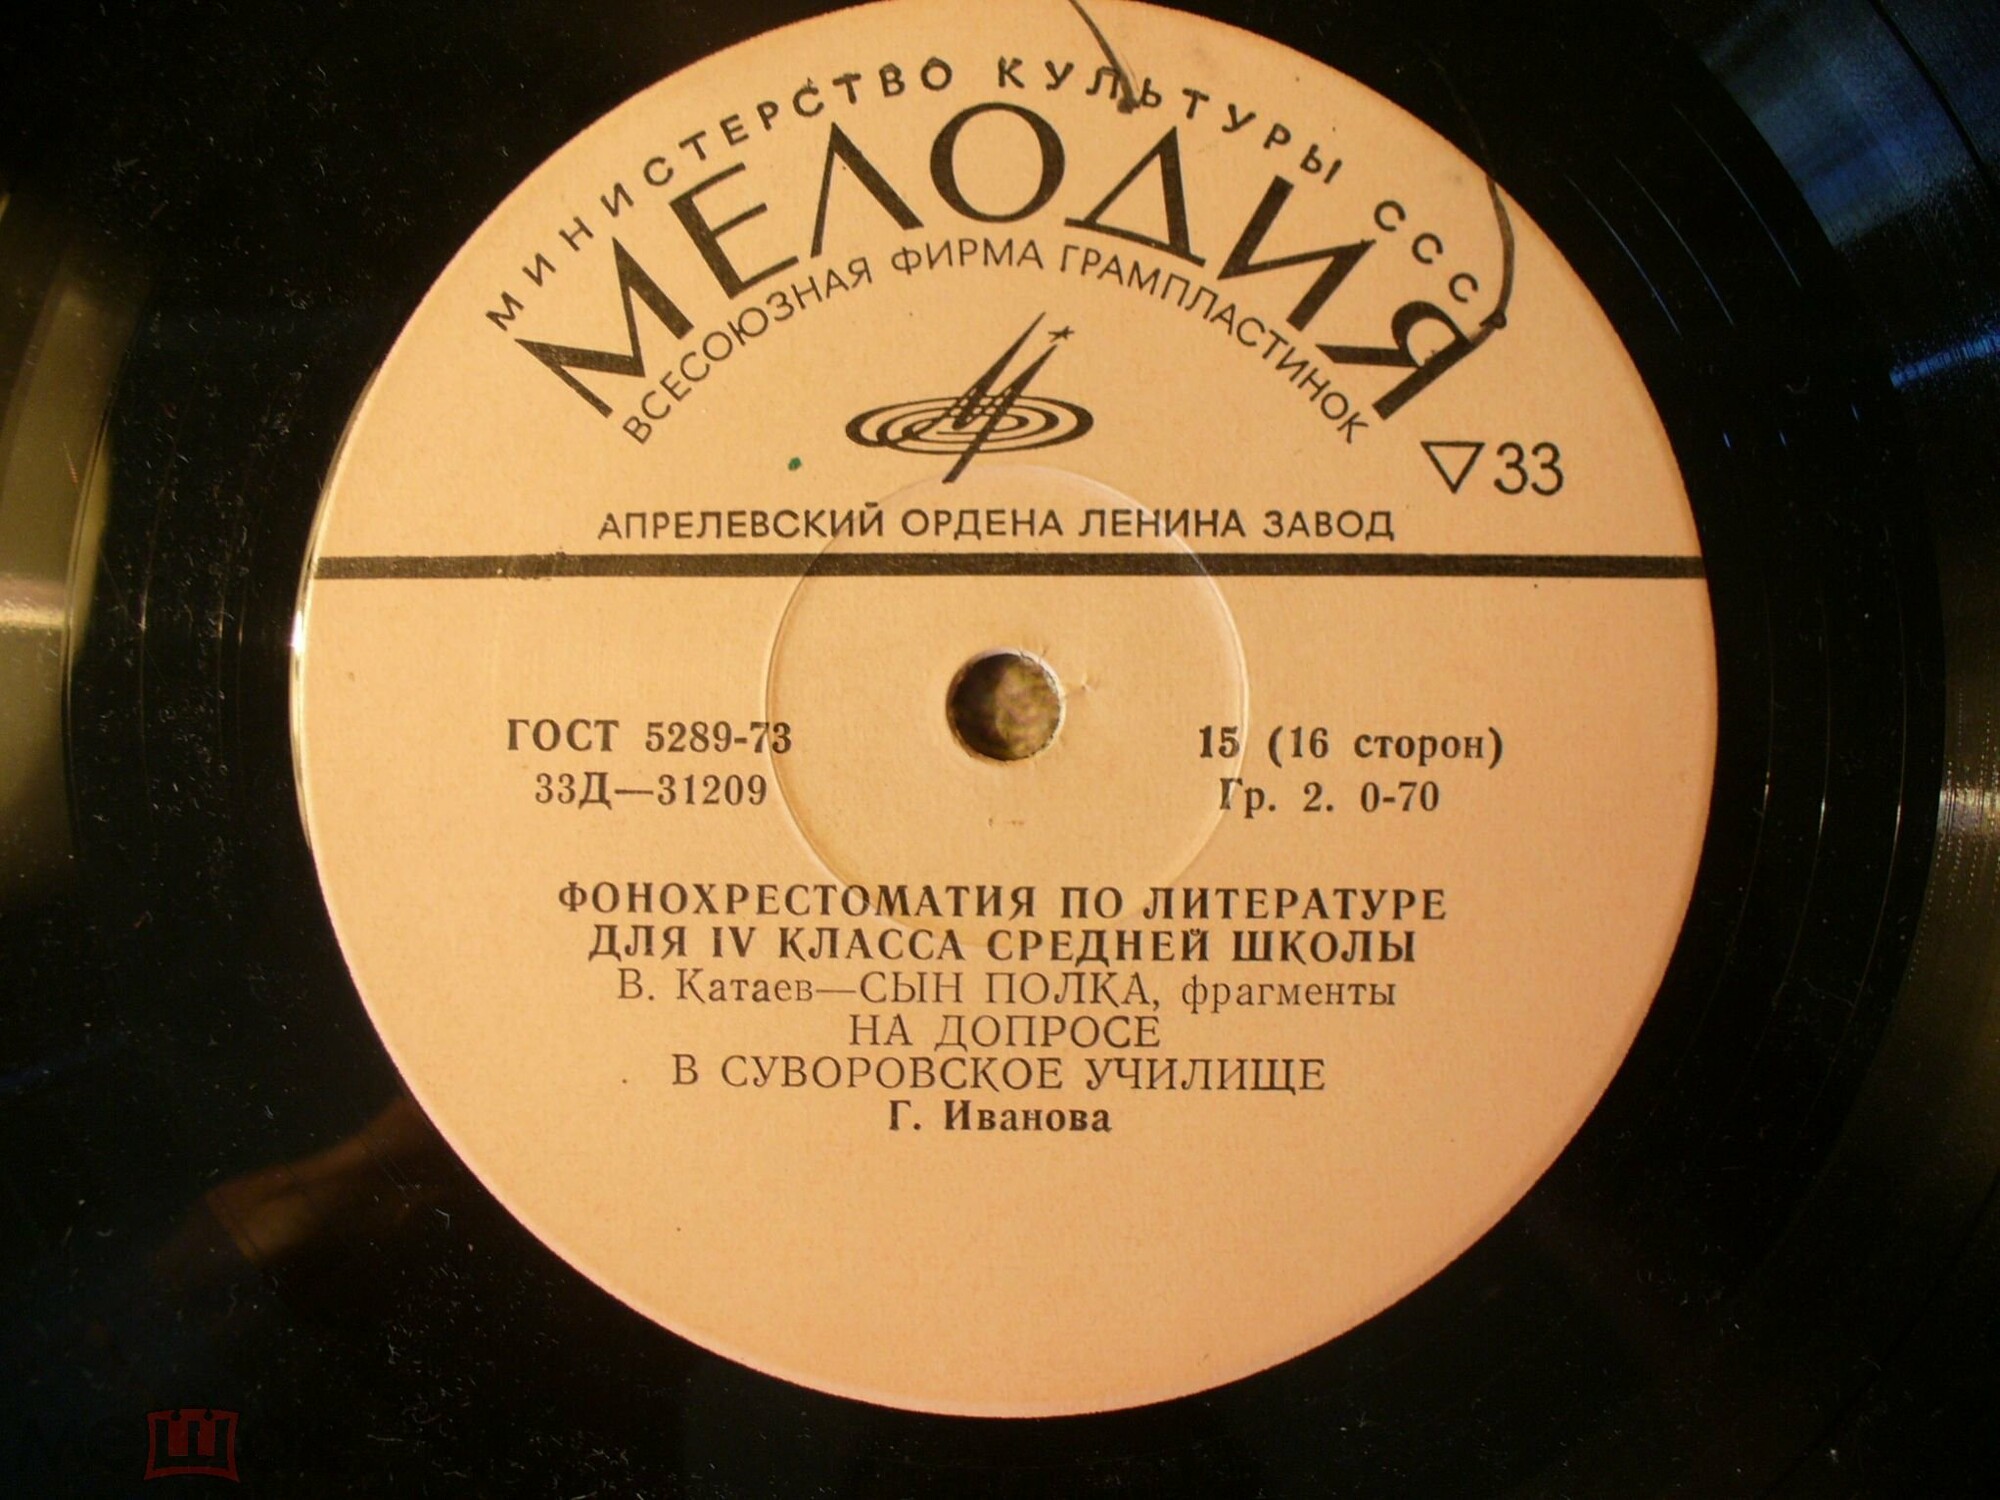 МИНИСТЕРСТВО КУЛЬТУРЫ СССР
МЕЛОДИЯ
ВСЕСОЮЗНАЯ ФИРМА ГРАМПЛАСТИНОК
▽33
АПРЕЛЕВСКИЙ ОРДЕНА ЛЕНИНА ЗАВОД
ГОСТ 5289-73
15 (16 сторон)
33Д—31209
Гр. 2. 0-70
ФОНОХРЕСТОМАТИЯ ПО ЛИТЕРАТУРЕ
ДЛЯ IV КЛАССА СРЕДНЕЙ ШКОЛЫ
В. Катаев—СЫН ПОЛКА, фрагменты
НА ДОПРОСЕ
В СУВОРОВСКОЕ УЧИЛИЩЕ
Г. Иванова